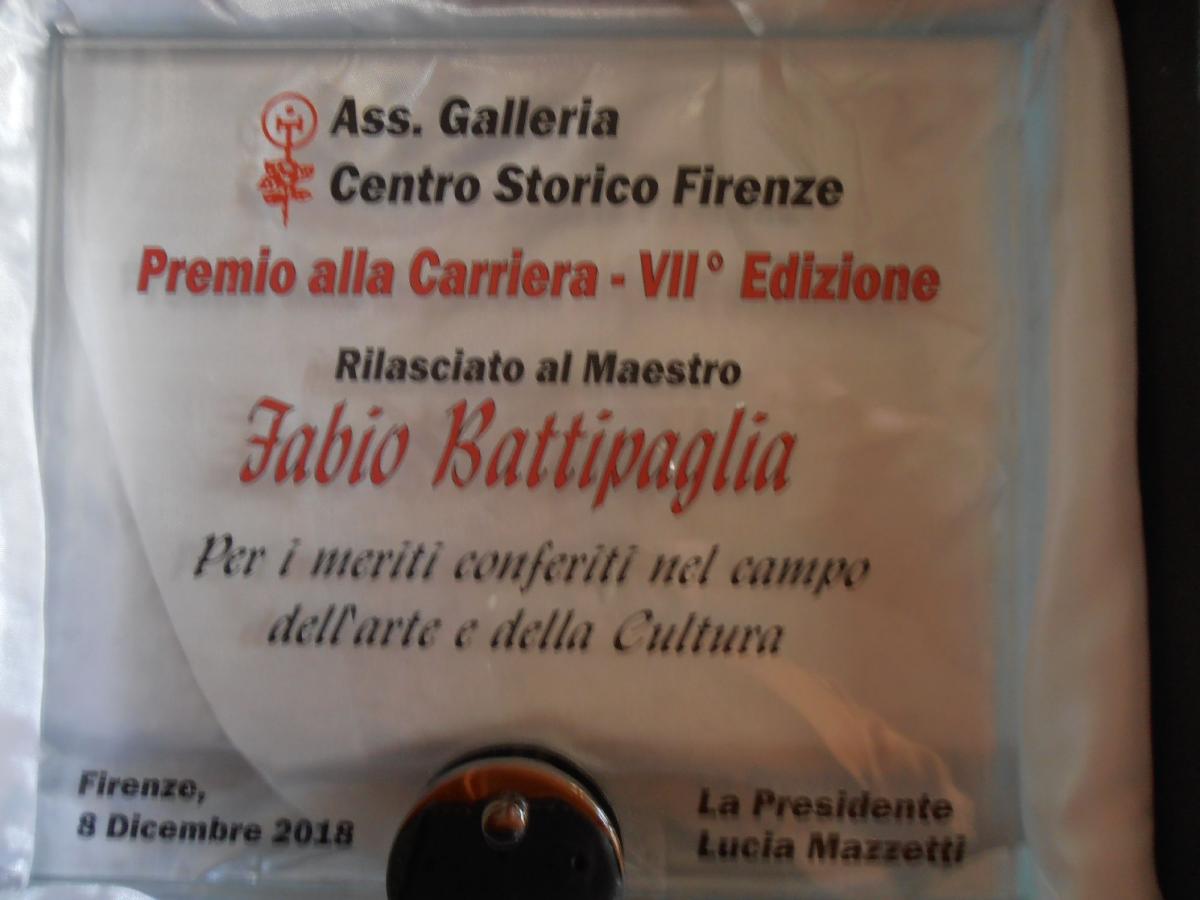 Ass. Galleria
Centro Storico Firenze
Premio alla Carriera - VII° Edizione
Rilasciato al Maestro
Fabio Battipaglia
Per i meriti conferiti nel campo
dell'arte e della Cultura
Firenze,
8 Dicembre 2018
La Presidente
Lucia Mazzetti